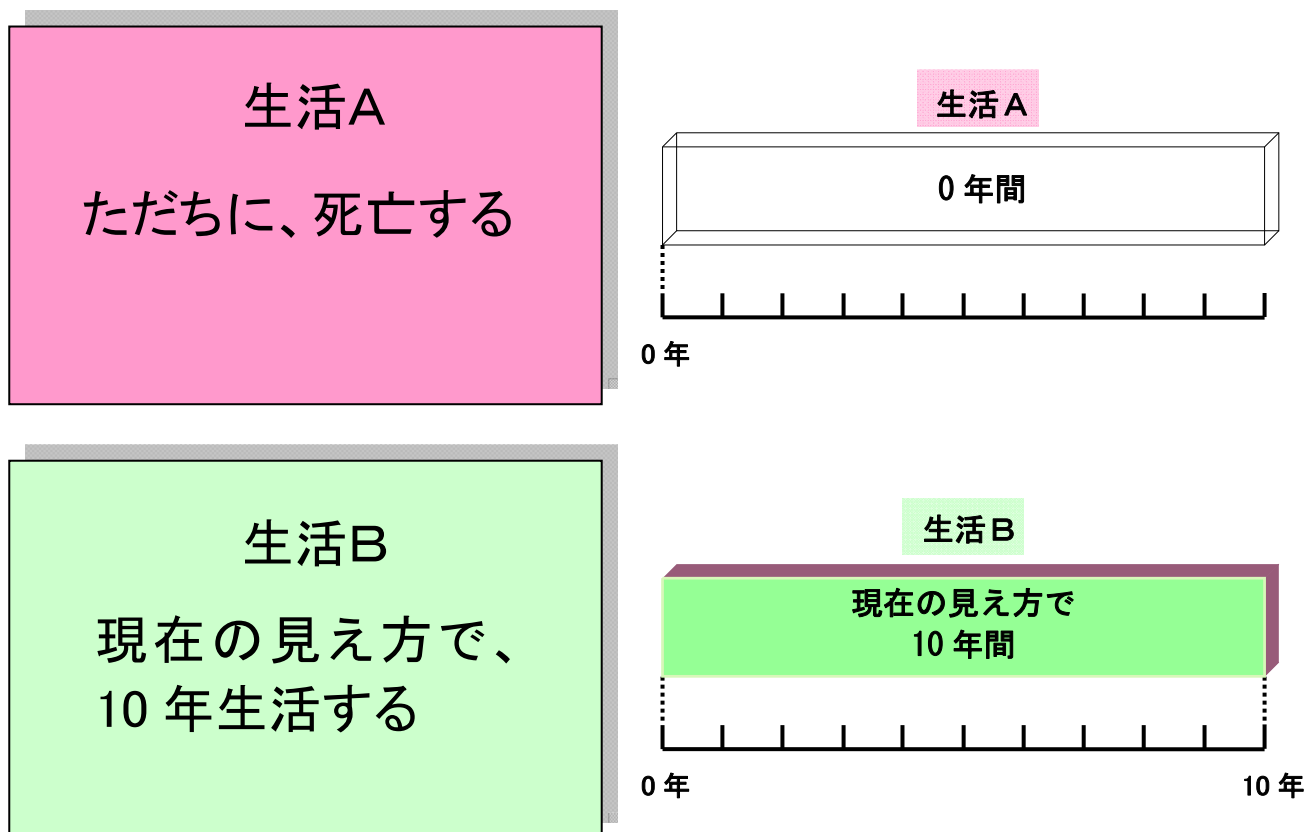 生活A
ただちに、死亡する
生活A
0 年間
0 年
生活B
現在の見え方で、
10 年生活する
生活B
現在の見え方で
10 年間
0 年
10 年